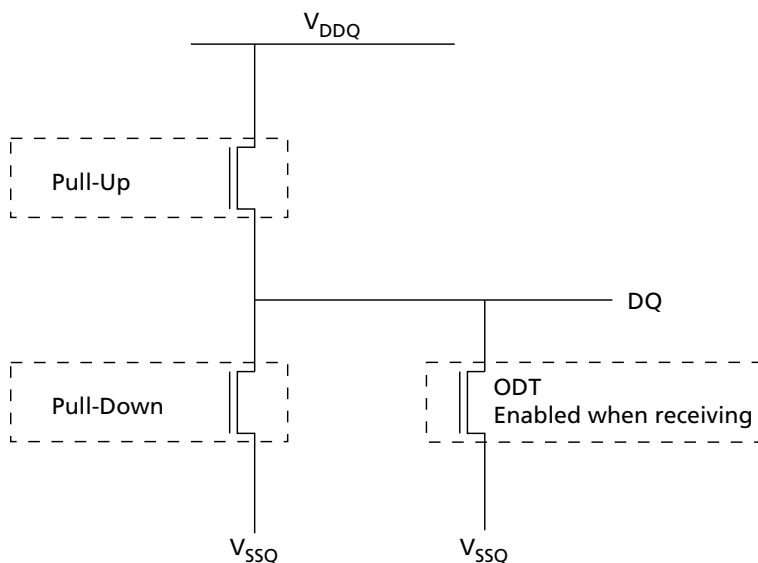 VDDQ
Pull-Up
DQ
Pull-Down
ODT
Enabled when receiving
VSSQ
VSSQ